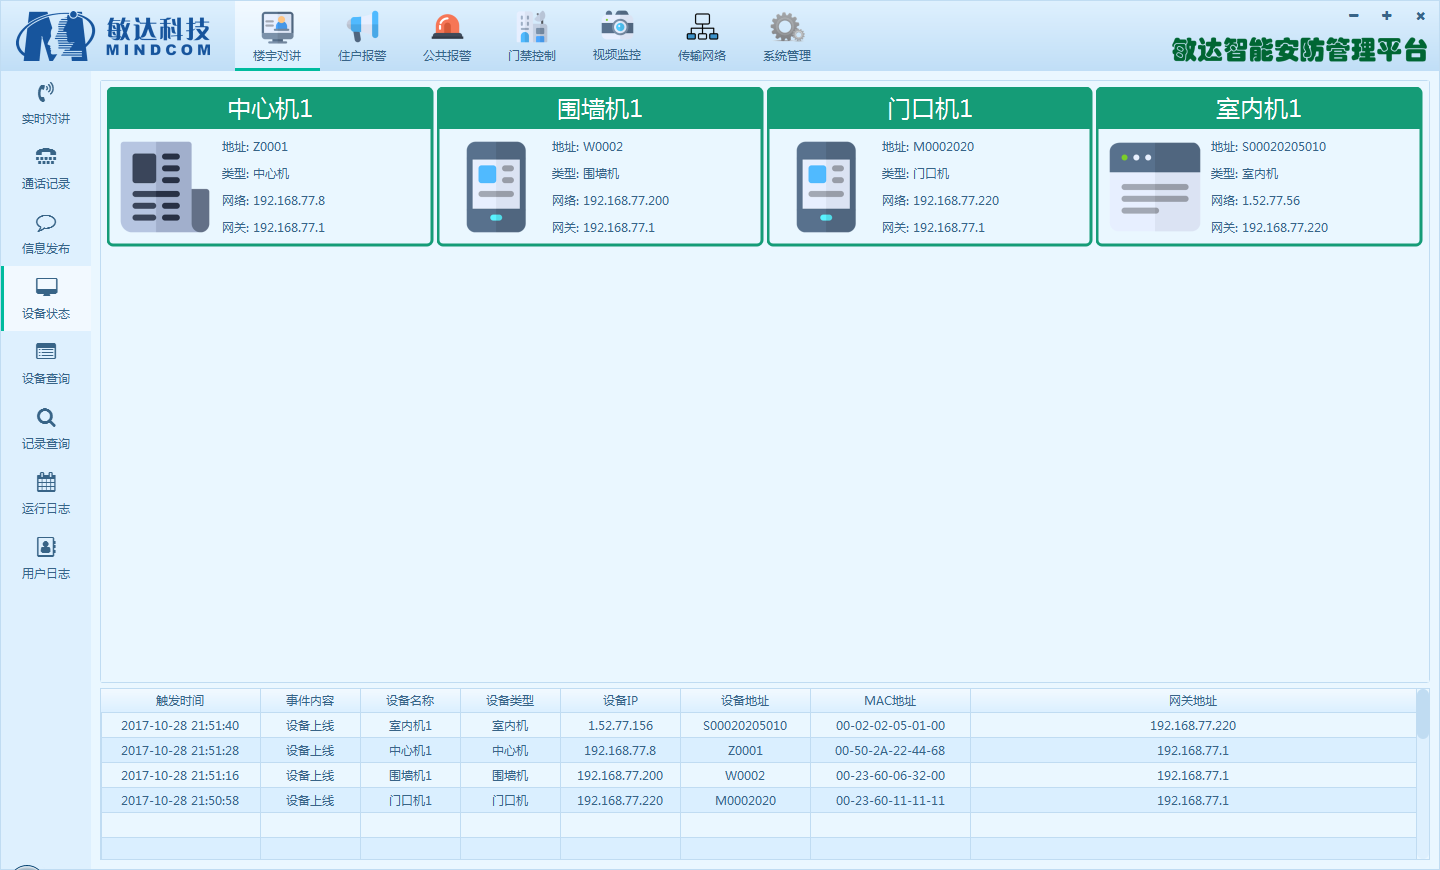 敏达科技
MINDCOM
楼宇对讲 住户报警 公共报警 门禁控制 视频监控 传输网络 系统管理
敏达智能安防管理平台
实时对讲
通话记录
信息发布
设备状态
设备查询
记录查询
运行日志
用户日志
中心机1
地址: Z0001
类型: 中心机
网络: 192.168.77.8
网关: 192.168.77.1
围墙机1
地址: W0002
类型: 围墙机
网络: 192.168.77.200
网关: 192.168.77.1
门口机1
地址: M0002020
类型: 门口机
网络: 192.168.77.220
网关: 192.168.77.1
室内机1
地址: S00020205010
类型: 室内机
网络: 1.52.77.56
网关: 192.168.77.220
触发时间 事件内容 设备名称 设备类型 设备IP 设备地址 MAC地址 网关地址
2017-10-28 21:51:40 设备上线 室内机1 室内机 1.52.77.156 S00020205010 00-02-02-05-01-00 192.168.77.220
2017-10-28 21:51:28 设备上线 中心机1 中心机 192.168.77.8 Z0001 00-50-2A-22-44-68 192.168.77.1
2017-10-28 21:51:16 设备上线 围墙机1 围墙机 192.168.77.200 W0002 00-23-60-06-32-00 192.168.77.1
2017-10-28 21:50:58 设备上线 门口机1 门口机 192.168.77.220 M0002020 00-23-60-11-11-11 192.168.77.1